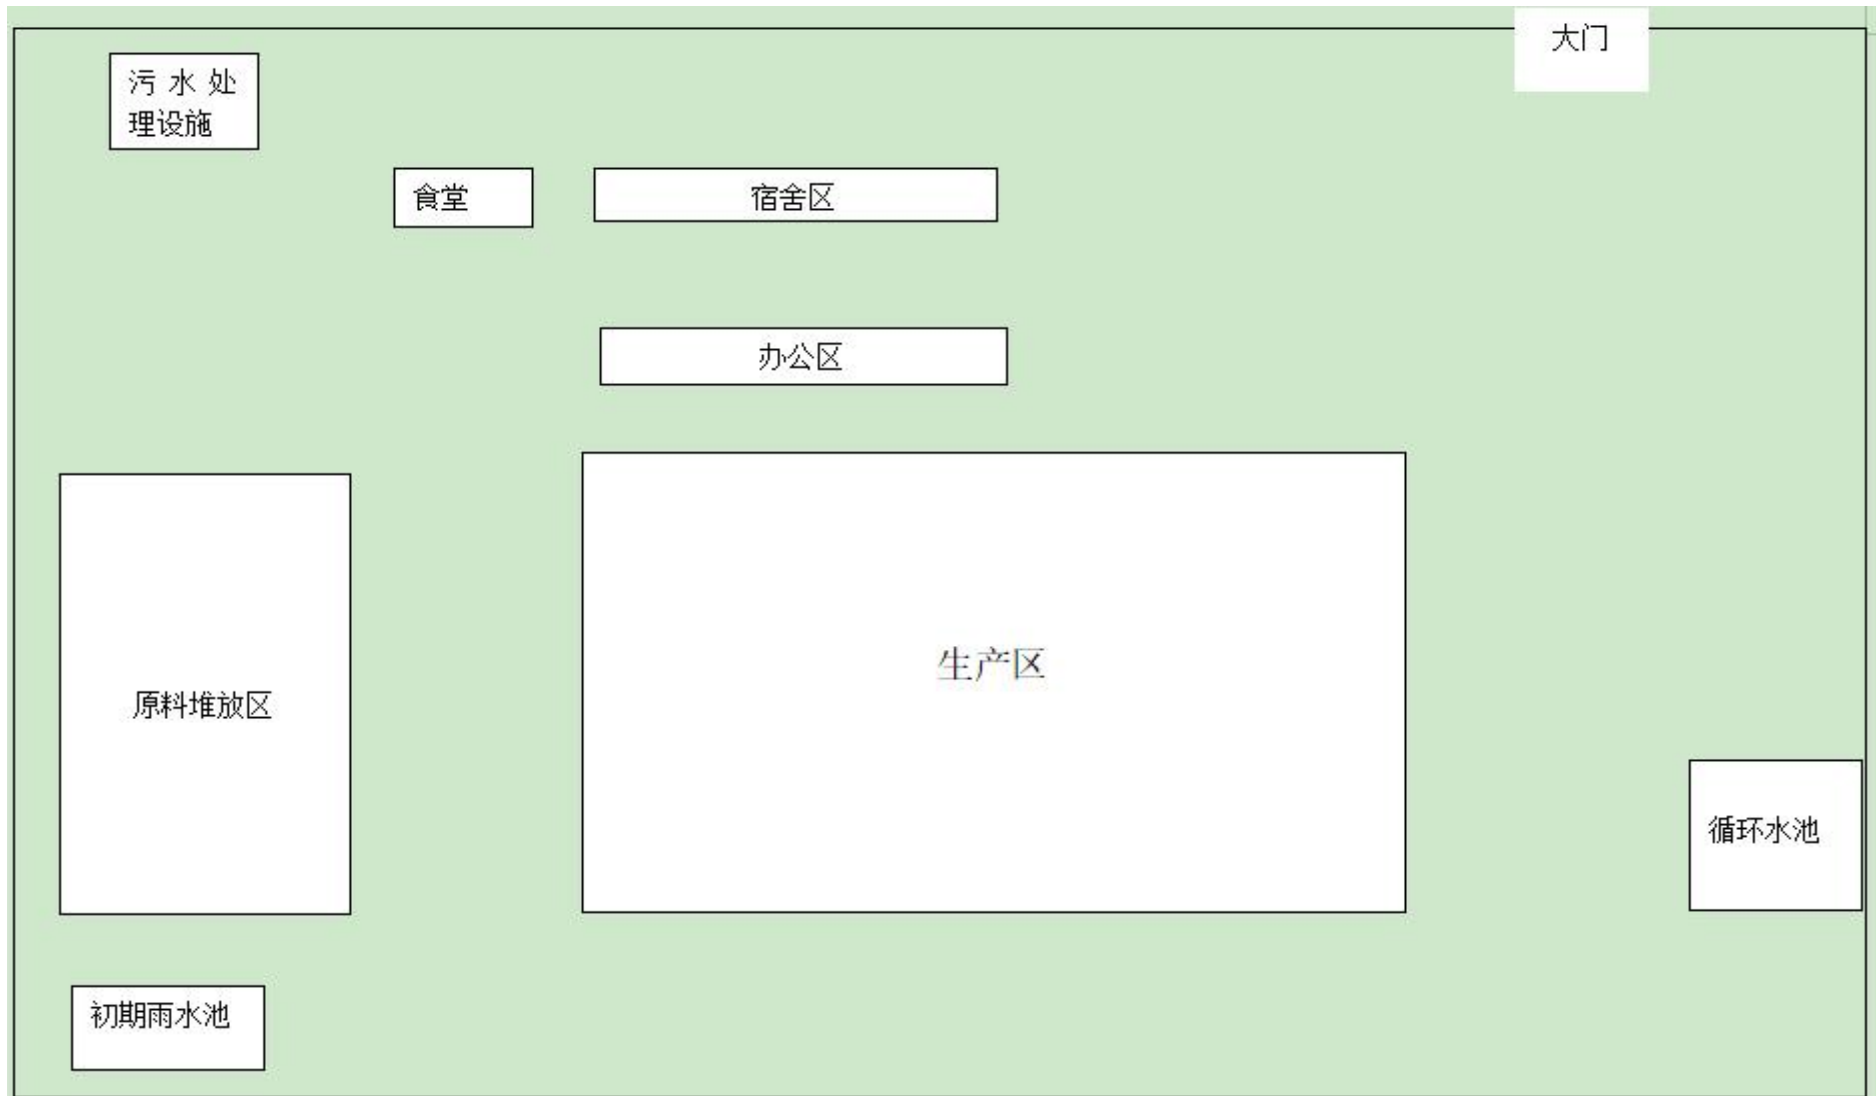 大门
污水处
理设施
食堂
宿舍区
办公区
生产区
原料堆放区
循环水池
初期雨水池